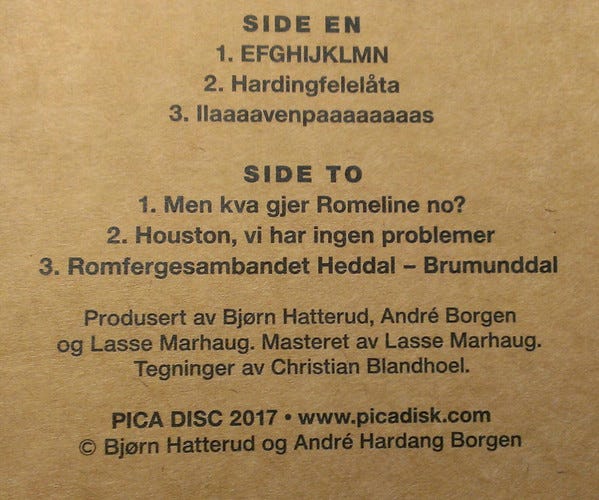 SIDE EN
1. EFGHIJKLMN
2. Hardingfelelåta
3. Ilaaaavenpaaaaaaaas
SIDE TO
1. Men kva gjer Romeline no?
2. Houston, vi har ingen problemer
3. Romfergesambandet Heddal – Brumunddal
Produsert av Bjørn Hatterud, André Borgen
og Lasse Marhaug. Masteret av Lasse Marhaug.
Tegninger av Christian Blandhoel.
PICA DISC 2017 • www.picadisk.com
© Bjørn Hatterud og André Hardang Borgen